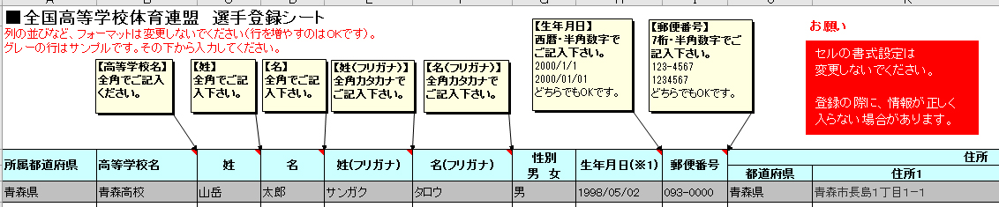 ■全国高等学校体育連盟　選手登録シート
列の並びなど、フォーマットは変更しないでください(行を増やすのはOKです)。
グレーの行はサンプルです。その下から入力してください。
【高等学校名】
全角でご記入
ください。
【姓】
全角でご記
入下さい。
【名】
全角でご記
入下さい。
【姓(フリガナ)】
全角カタカナで
ご記入下さい。
【名(フリガナ)】
全角カタカナで
ご記入下さい。
【生年月日】
西暦・半角数字で
ご記入下さい。
2000/1/1
2000/01/01
どちらでもOKです。
【郵便番号】
7桁・半角数字でご
記入下さい。
123-4567
1234567
どちらでもOKです。
お願い
セルの書式設定は
変更しないでください。
登録の際に、情報が正しく
入らない場合があります。
所属都道府県 高等学校名 姓 名 姓(フリガナ) 名(フリガナ) 性別 男 女 生年月日(※1) 郵便番号 住所
都道府県 住所1
青森県 青森高校 山岳 太郎 サンガク タロウ 男 1998/05/02 093-0000 青森県 青森市長島1丁目1-1